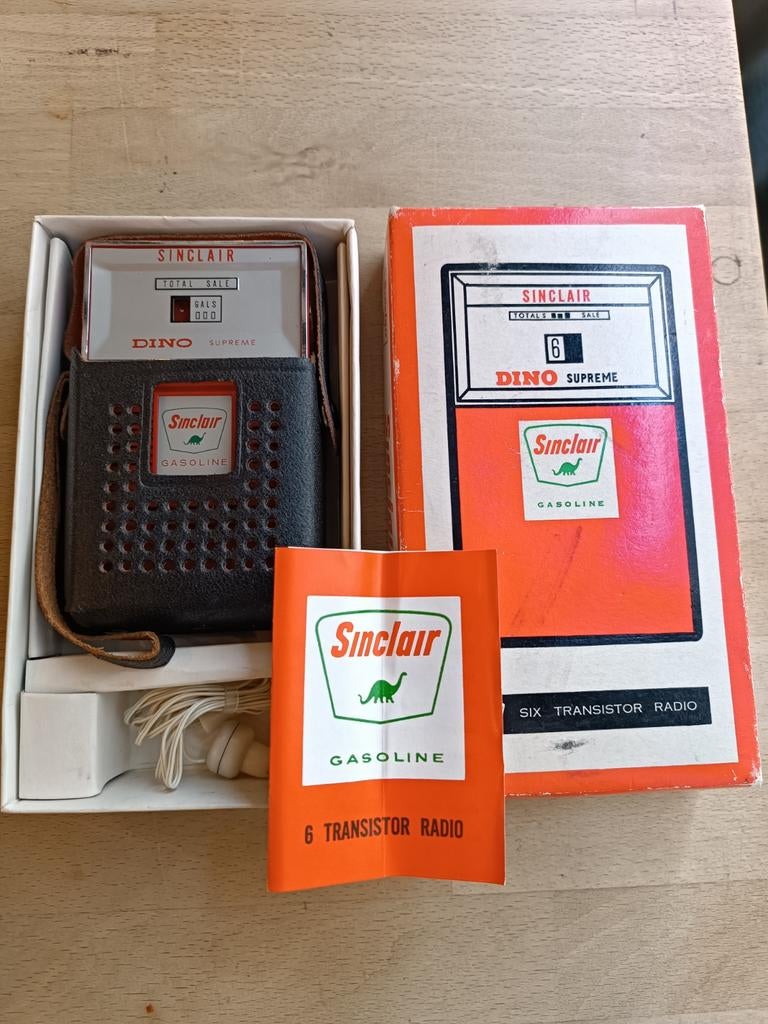 SINCLAIR
TOTAL SALE
GALS
DINO SUPREME
Sinclair
GASOLINE
SINCLAIR
TOTALS SALE
6
DINO SUPREME
Sinclair
GASOLINE
SIX TRANSISTOR RADIO
Sinclair
GASOLINE
6 TRANSISTOR RADIO